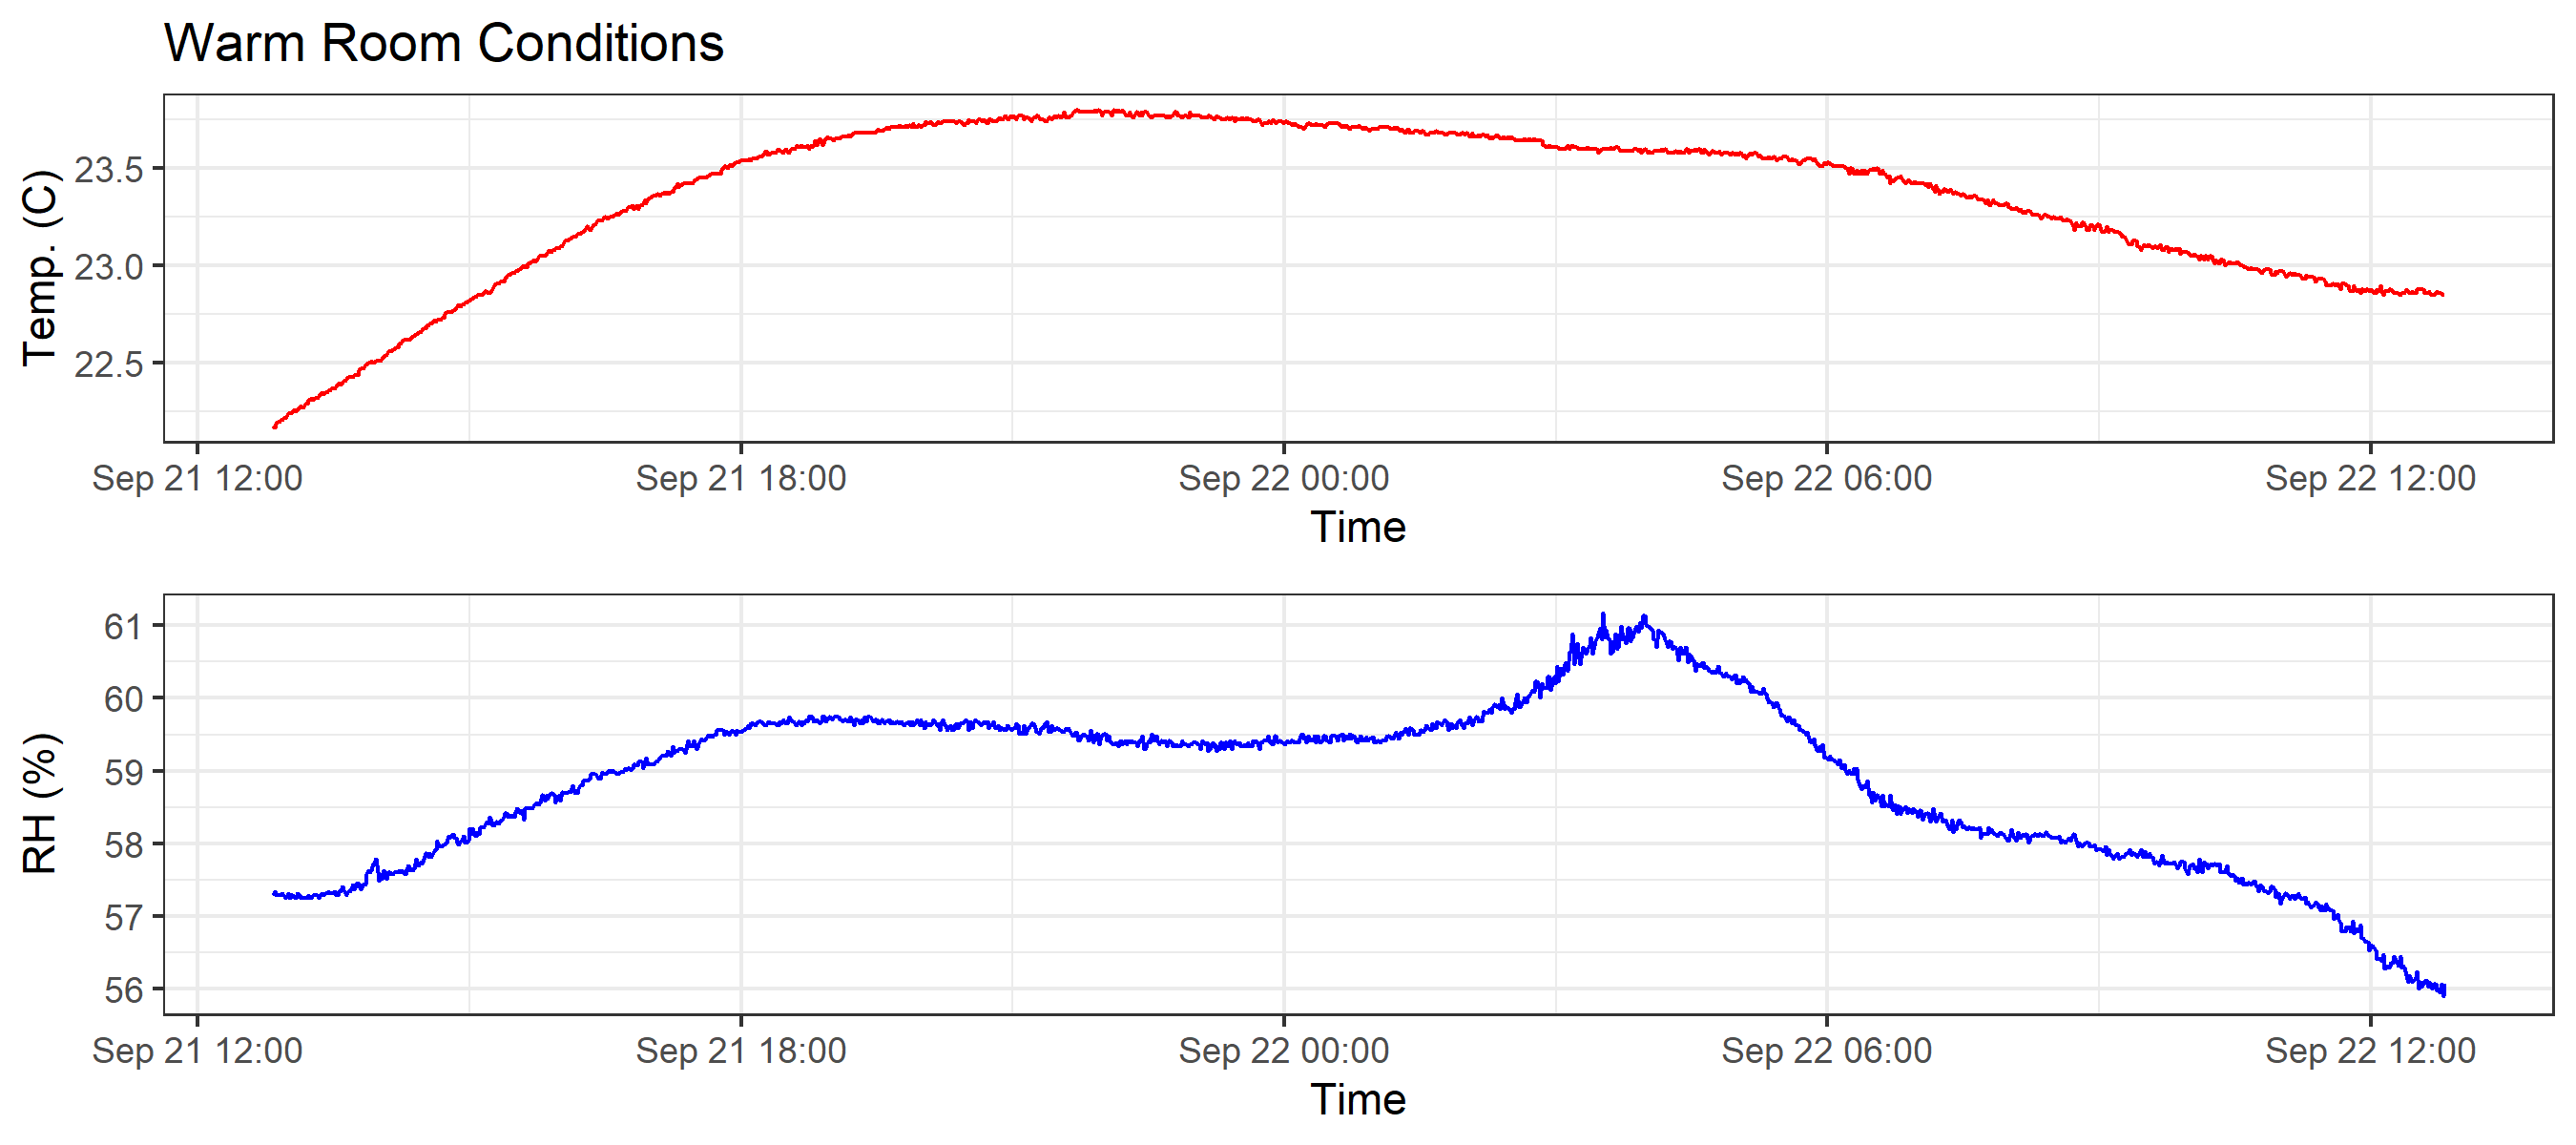 Warm Room Conditions
Temp. (C)
23.5
23.0
22.5
Sep 21 12:00 Sep 21 18:00 Sep 22 00:00 Sep 22 06:00 Sep 22 12:00
Time
RH (%)
61
60
59
58
57
56
Sep 21 12:00 Sep 21 18:00 Sep 22 00:00 Sep 22 06:00 Sep 22 12:00
Time